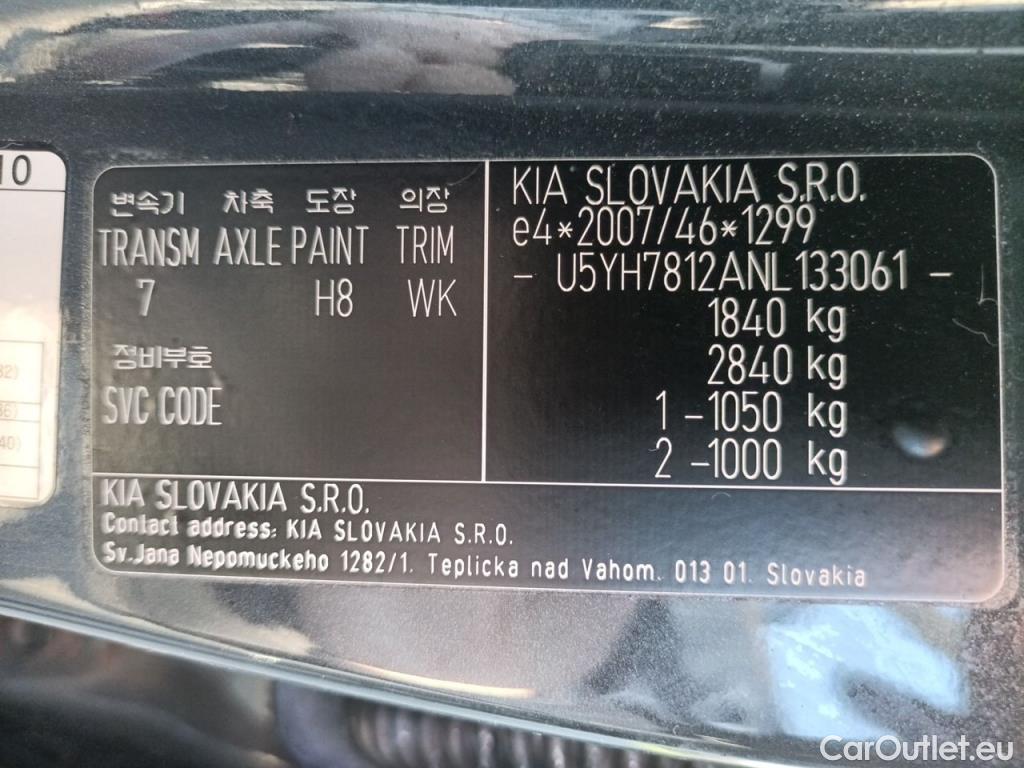 10
변속기 차축 도장 의장
TRANSM AXLE PAINT TRIM
7 H8 WK
정비부호
SVC CODE
KIA SLOVAKIA S.R.O.
e4*2007/46*1299
- U5YH7812ANL133061 -
1840 kg
2840 kg
1 -1050 kg
2 -1000 kg
KIA SLOVAKIA S.R.O.
Contact address: KIA SLOVAKIA S.R.O.
Sv.Jana Nepomuckeho 1282/1. Teplicka nad Vahom. 013 01. Slovakia
82)
40)
CarOutlet.eu